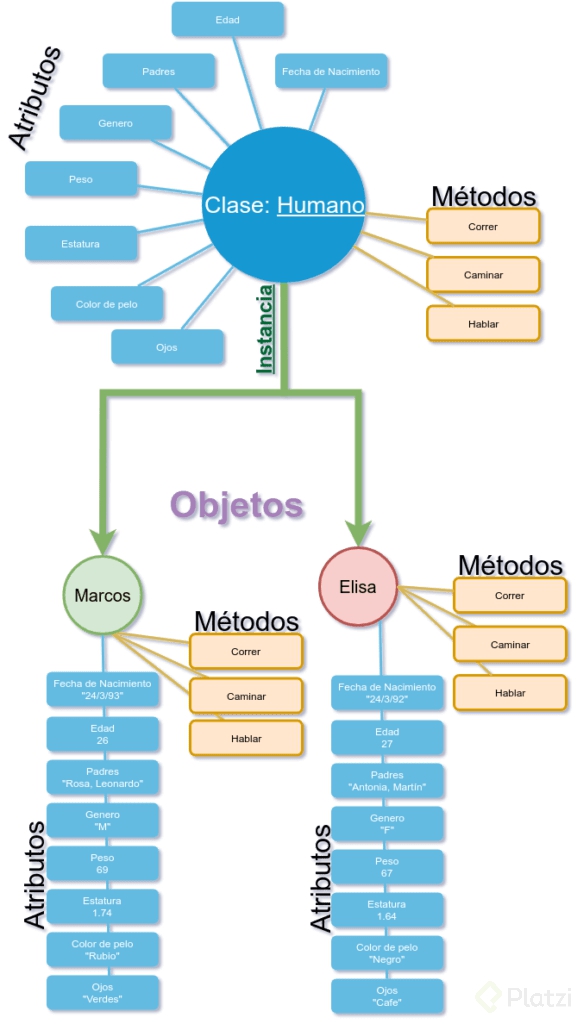 Edad
Padres
Fecha de Nacimiento
Atributos
Genero
Peso
Estatura
Color de pelo
Ojos
Clase: Humano
Métodos
Correr
Caminar
Hablar
Instancia
Objetos
Marcos
Métodos
Correr
Caminar
Hablar
Fecha de Nacimiento
"24/3/93"
Edad
26
Padres
"Rosa, Leonardo"
Genero
"M"
Atributos
Peso
69
Estatura
1.74
Color de pelo
"Rubio"
Ojos
"Verdes"
Elisa
Métodos
Correr
Caminar
Hablar
Fecha de Nacimiento
"24/3/92"
Edad
27
Padres
"Antonia, Martín"
Genero
"F"
Atributos
Peso
67
Estatura
1.64
Color de pelo
"Negro"
Ojos
"Cafe"
Platzi